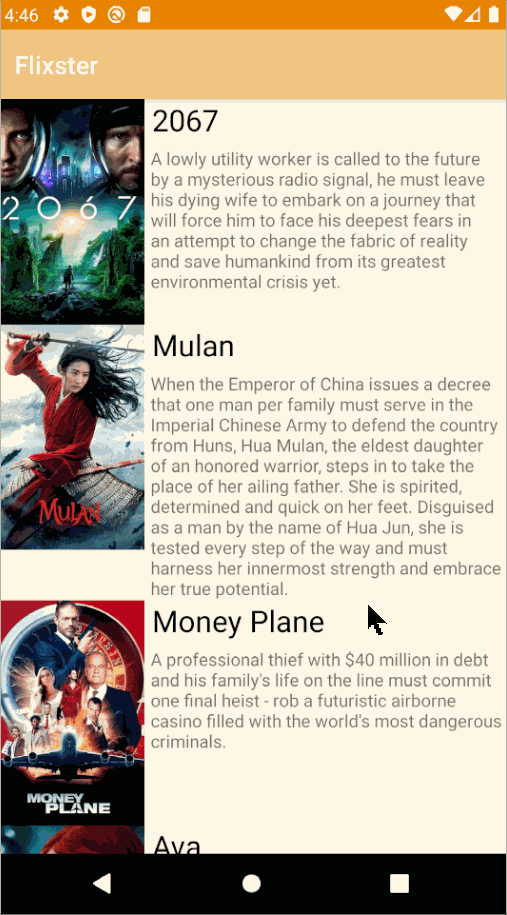 4:46
Flixster
2067
A lowly utility worker is called to the future
by a mysterious radio signal, he must leave
his dying wife to embark on a journey that
will force him to face his deepest fears in
an attempt to change the fabric of reality
and save humankind from its greatest
environmental crisis yet.
2067
Mulan
When the Emperor of China issues a decree
that one man per family must serve in the
Imperial Chinese Army to defend the country
from Huns, Hua Mulan, the eldest daughter
of an honored warrior, steps in to take the
place of her ailing father. She is spirited,
determined and quick on her feet. Disguised
as a man by the name of Hua Jun, she is
tested every step of the way and must
harness her innermost strength and embrace
her true potential.
MULAN
Money Plane
A professional thief with $40 million in debt
and his family's life on the line must commit
one final heist - rob a futuristic airborne
casino filled with the world's most dangerous
criminals.
MONEY
PLANE
Ava